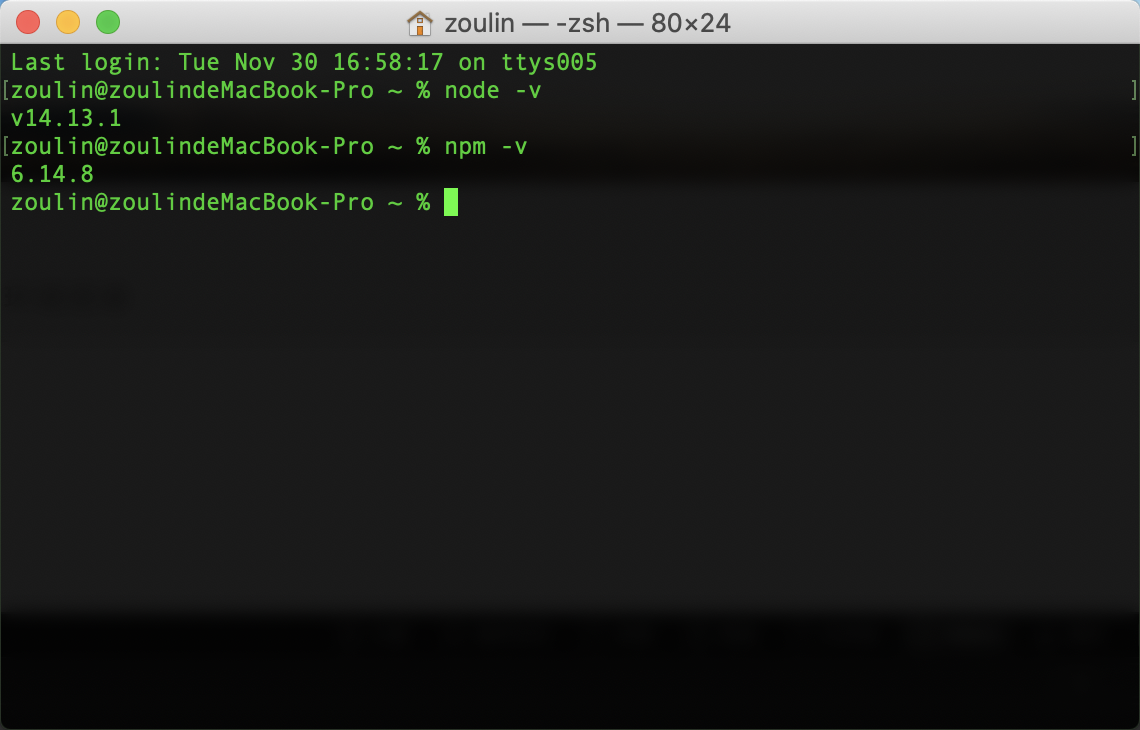 zoulin — -zsh — 80×24
Last login: Tue Nov 30 16:58:17 on ttys005
[zoulin@zoulindeMacBook-Pro ~ % node -v ]
v14.13.1
[zoulin@zoulindeMacBook-Pro ~ % npm -v ]
6.14.8
zoulin@zoulindeMacBook-Pro ~ %